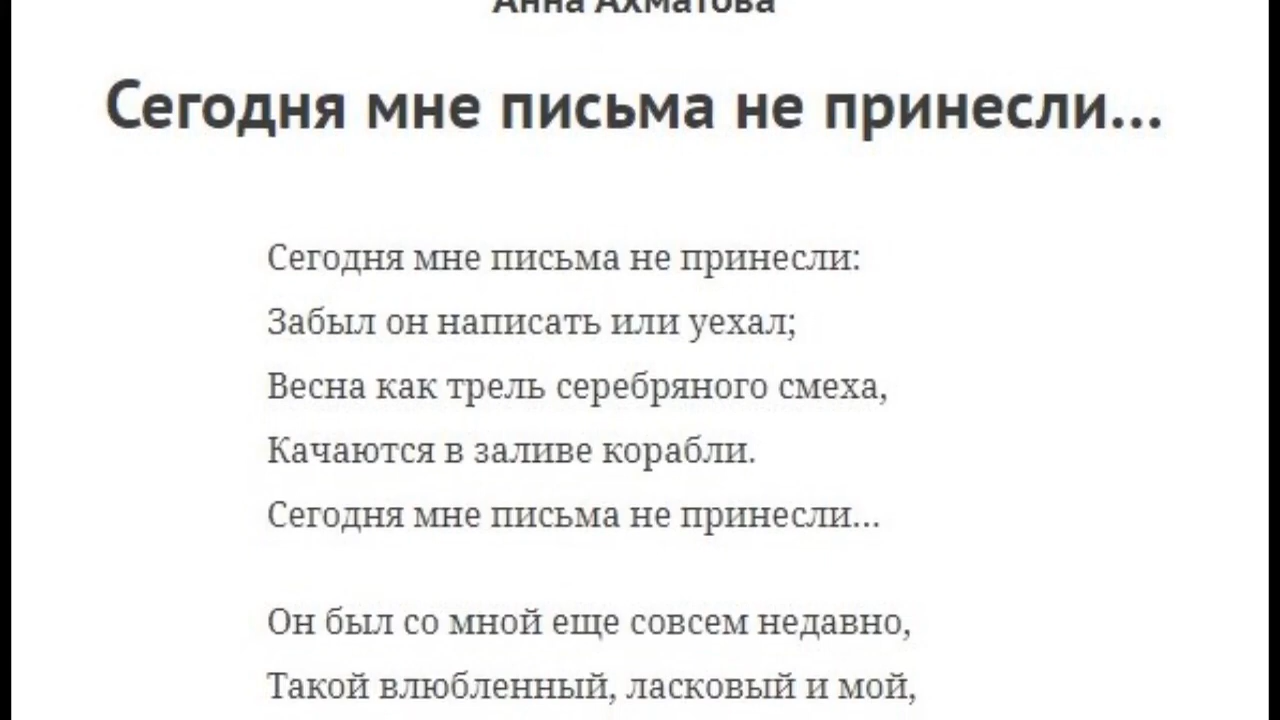 Анна Ахматова
Сегодня мне письма не принесли...
Сегодня мне письма не принесли:
Забыл он написать или уехал;
Весна как трель серебряного смеха,
Качаются в заливе корабли.
Сегодня мне письма не принесли...
Он был со мной еще совсем недавно,
Такой влюбленный, ласковый и мой,